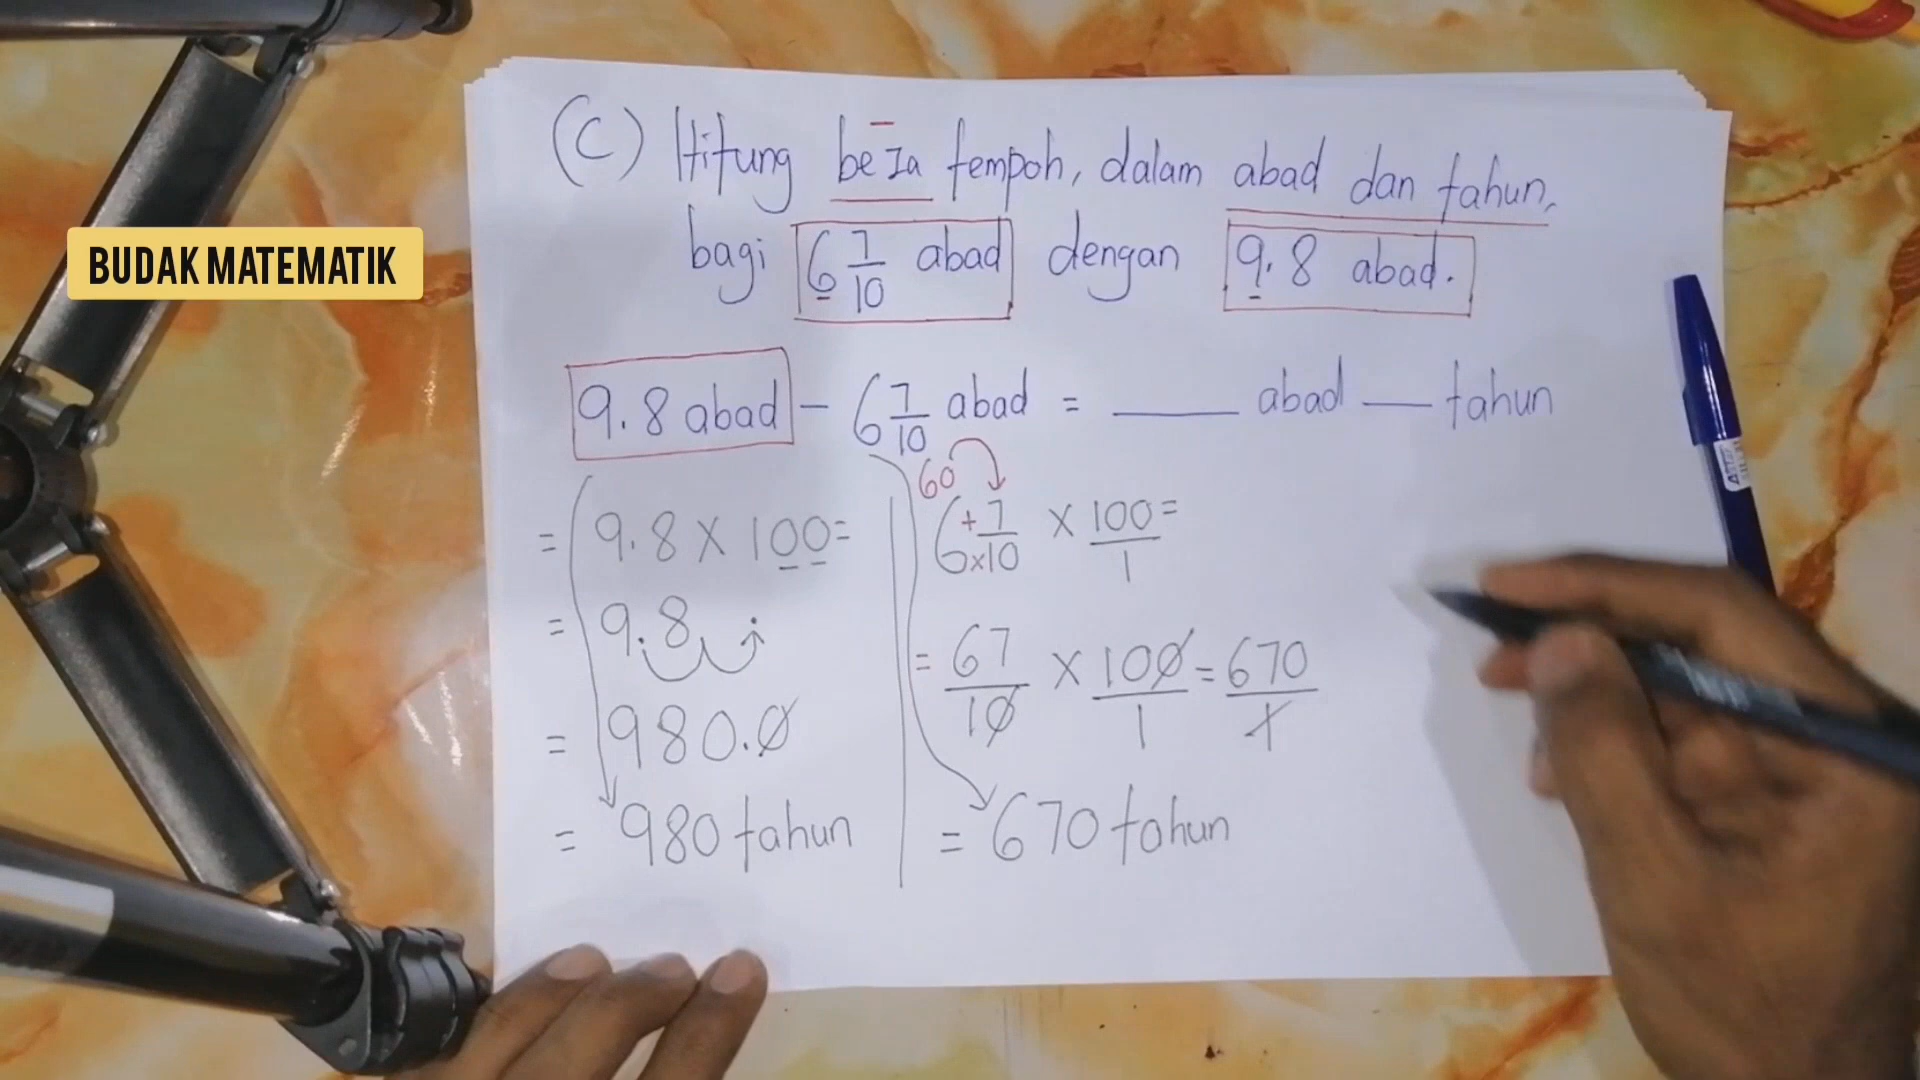 (C) Hitung beza tempoh, dalam abad dan tahun,
bagi 6 7/10 abad dengan 9.8 abad.
BUDAK MATEMATIK
9.8 abad - 6 7/10 abad = ____ abad ___ tahun
= 9.8 x 100 =
= 9.8
= 980.0
= 980 tahun
60
6 + 7/x10 x 100/1 =
= 67/10 x 100/1 = 670/1
= 670 tahun